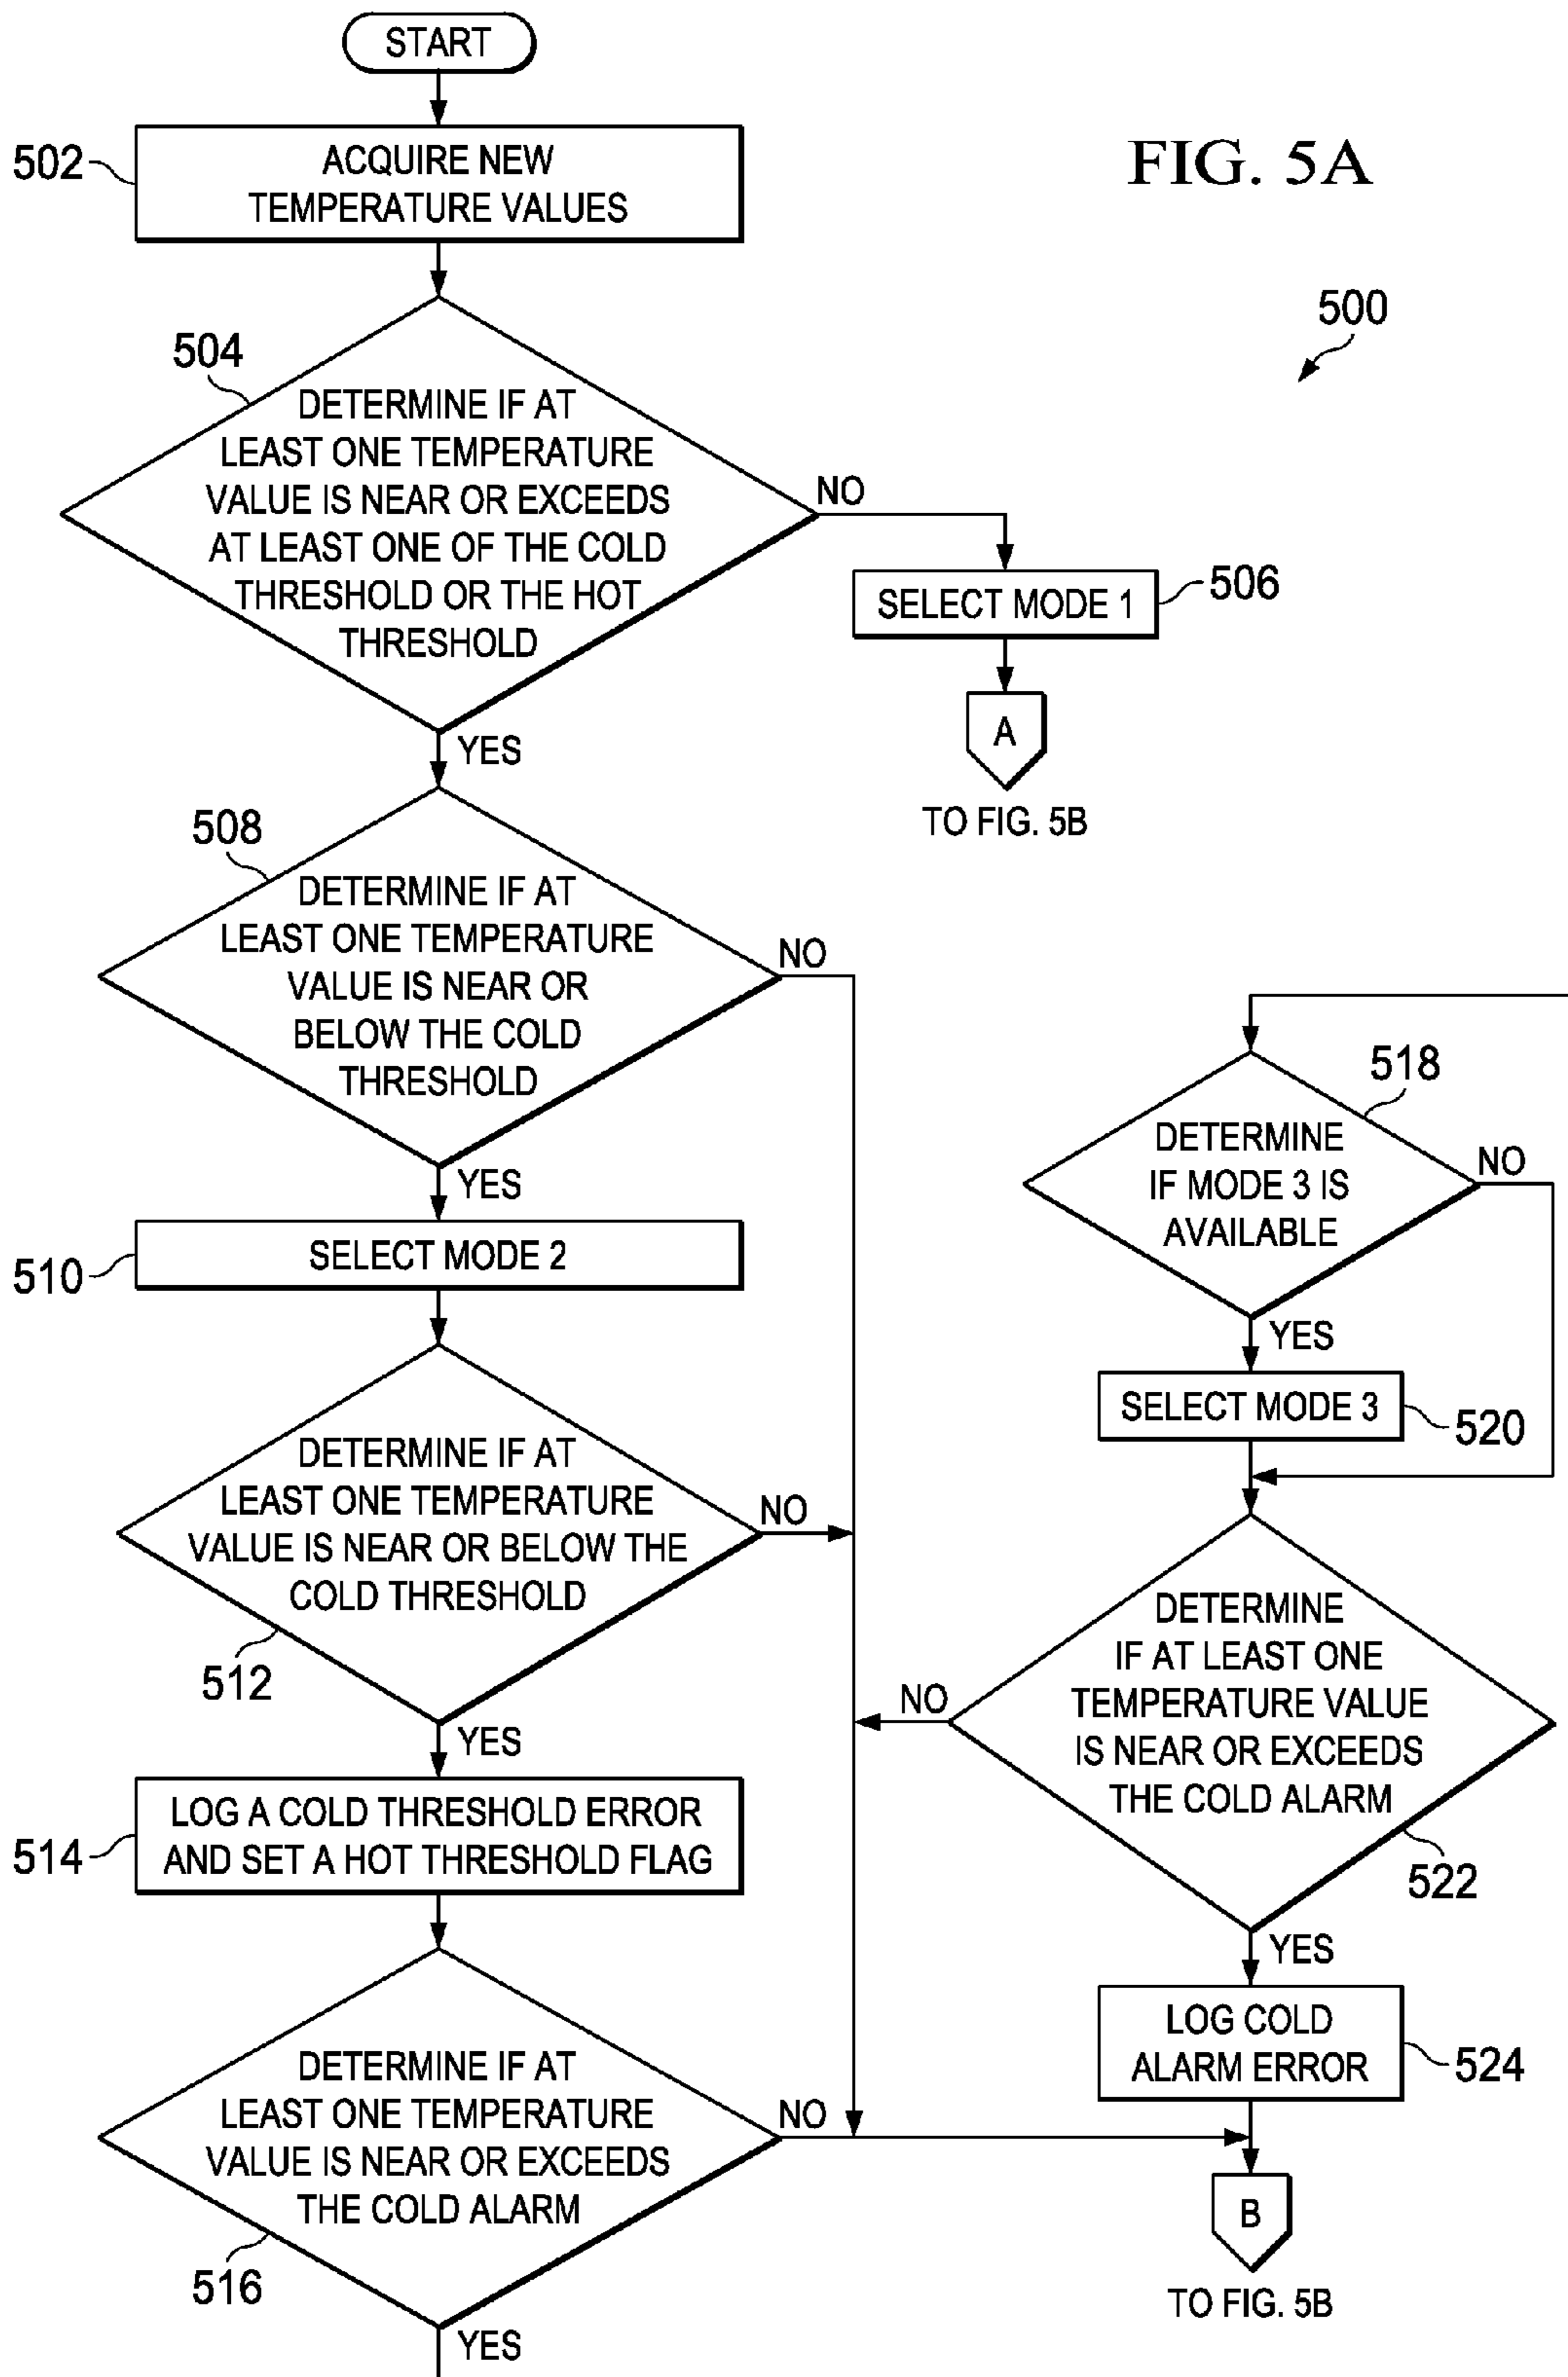 START
502
ACQUIRE NEW
TEMPERATURE VALUES
FIG. 5A
500
504
DETERMINE IF AT
LEAST ONE TEMPERATURE
VALUE IS NEAR OR EXCEEDS
AT LEAST ONE OF THE COLD
THRESHOLD OR THE HOT
THRESHOLD
NO
SELECT MODE 1
506
A
TO FIG. 5B
YES
508
DETERMINE IF AT
LEAST ONE TEMPERATURE
VALUE IS NEAR OR
BELOW THE COLD
THRESHOLD
NO
YES
510
SELECT MODE 2
DETERMINE IF AT
LEAST ONE TEMPERATURE
VALUE IS NEAR OR BELOW THE
COLD THRESHOLD
NO
512
YES
514
LOG A COLD THRESHOLD ERROR
AND SET A HOT THRESHOLD FLAG
DETERMINE IF AT
LEAST ONE TEMPERATURE
VALUE IS NEAR OR EXCEEDS
THE COLD ALARM
NO
516
YES
518
DETERMINE
IF MODE 3 IS
AVAILABLE
NO
YES
SELECT MODE 3
520
DETERMINE
IF AT LEAST ONE
TEMPERATURE VALUE
IS NEAR OR EXCEEDS
THE COLD ALARM
NO
522
YES
LOG COLD
ALARM ERROR
524
B
TO FIG. 5B